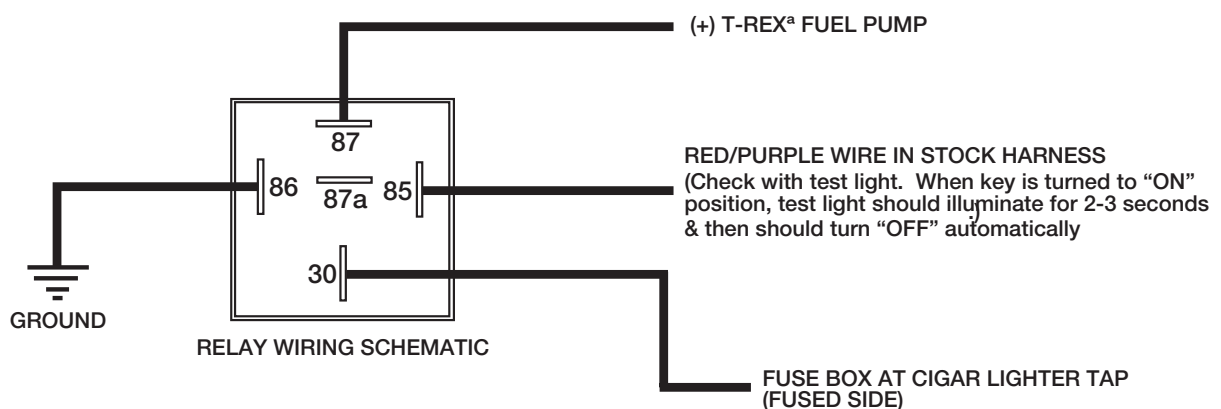 (+) T-REXª FUEL PUMP
87
RED/PURPLE WIRE IN STOCK HARNESS
(Check with test light. When key is turned to “ON”
position, test light should illuminate for 2-3 seconds
& then should turn “OFF” automatically
.)
86
87a
85
30
GROUND
RELAY WIRING SCHEMATIC
FUSE BOX AT CIGAR LIGHTER TAP
(FUSED SIDE)